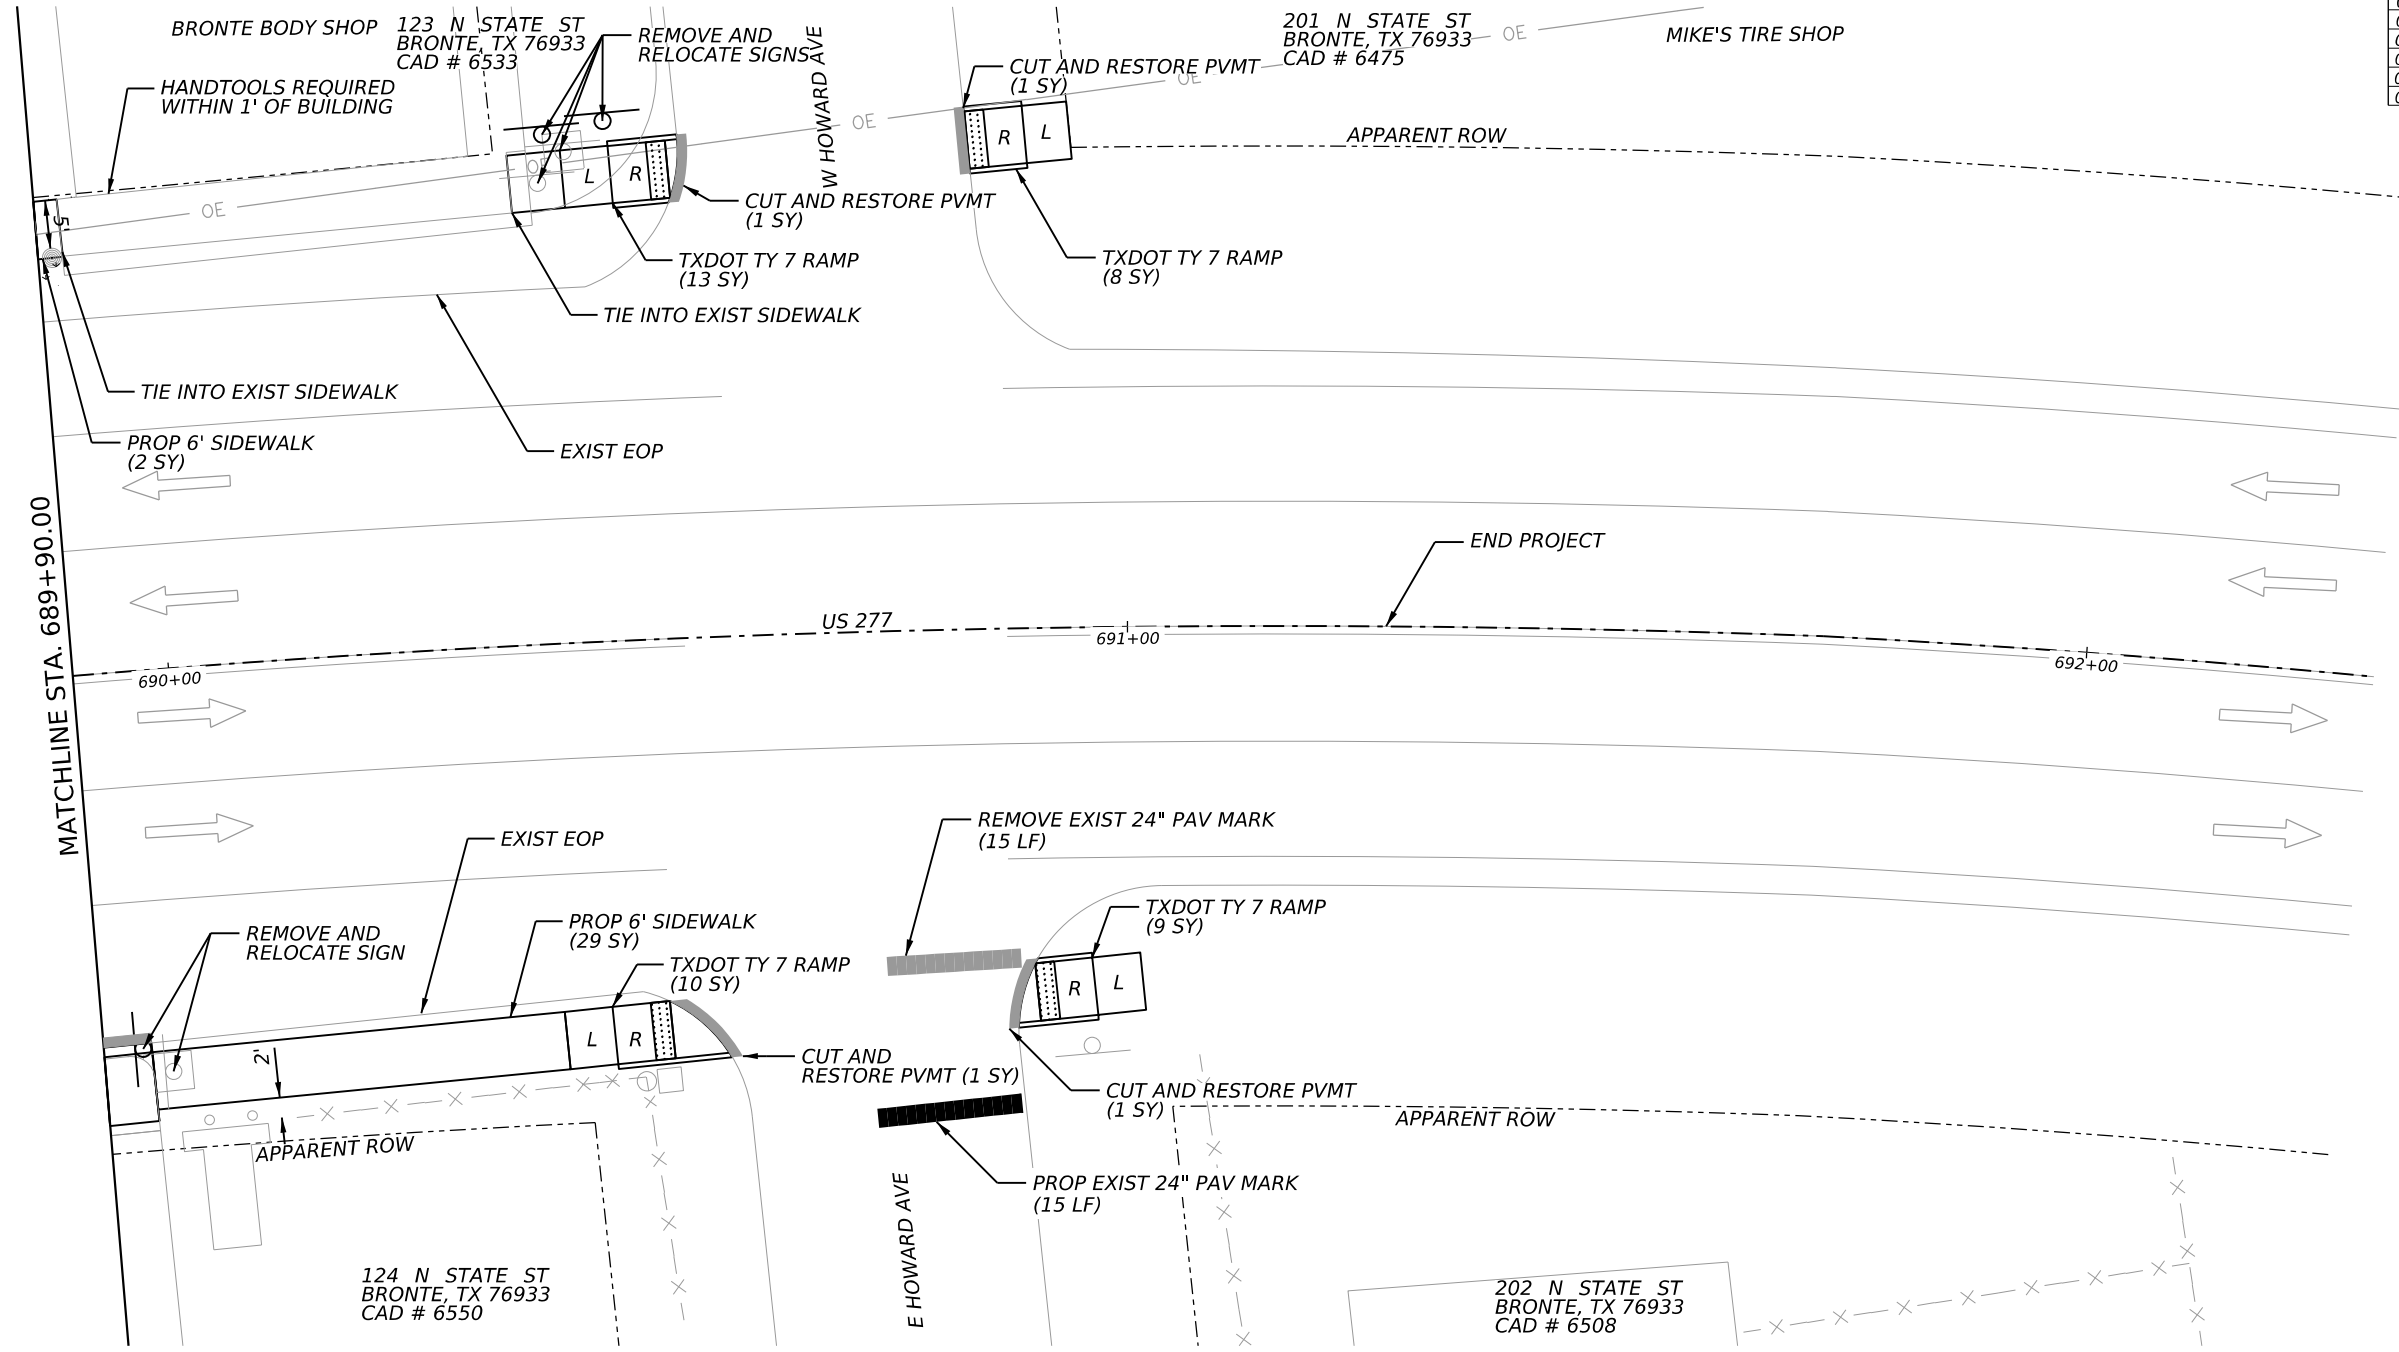 BRONTE BODY SHOP
123 N STATE ST
BRONTE, TX 76933
CAD # 6533
REMOVE AND
RELOCATE SIGNS
W HOWARD AVE
201 N STATE ST
BRONTE, TX 76933
CAD # 6475
OE
MIKE'S TIRE SHOP
HANDTOOLS REQUIRED
WITHIN 1' OF BUILDING
CUT AND RESTORE PVMT
(1 SY)
OE
OE
APPARENT ROW
R
L
L
R
OE
OE
5'
CUT AND RESTORE PVMT
(1 SY)
TXDOT TY 7 RAMP
(13 SY)
TXDOT TY 7 RAMP
(8 SY)
TIE INTO EXIST SIDEWALK
TIE INTO EXIST SIDEWALK
PROP 6' SIDEWALK
(2 SY)
EXIST EOP
MATCHLINE STA. 689+90.00
END PROJECT
US 277
690+00
691+00
692+00
REMOVE EXIST 24" PAV MARK
(15 LF)
EXIST EOP
PROP 6' SIDEWALK
(29 SY)
TXDOT TY 7 RAMP
(9 SY)
REMOVE AND
RELOCATE SIGN
TXDOT TY 7 RAMP
(10 SY)
R
L
L
R
2'
CUT AND
RESTORE PVMT (1 SY)
CUT AND RESTORE PVMT
(1 SY)
APPARENT ROW
APPARENT ROW
PROP EXIST 24" PAV MARK
(15 LF)
E HOWARD AVE
124 N STATE ST
BRONTE, TX 76933
CAD # 6550
202 N STATE ST
BRONTE, TX 76933
CAD # 6508